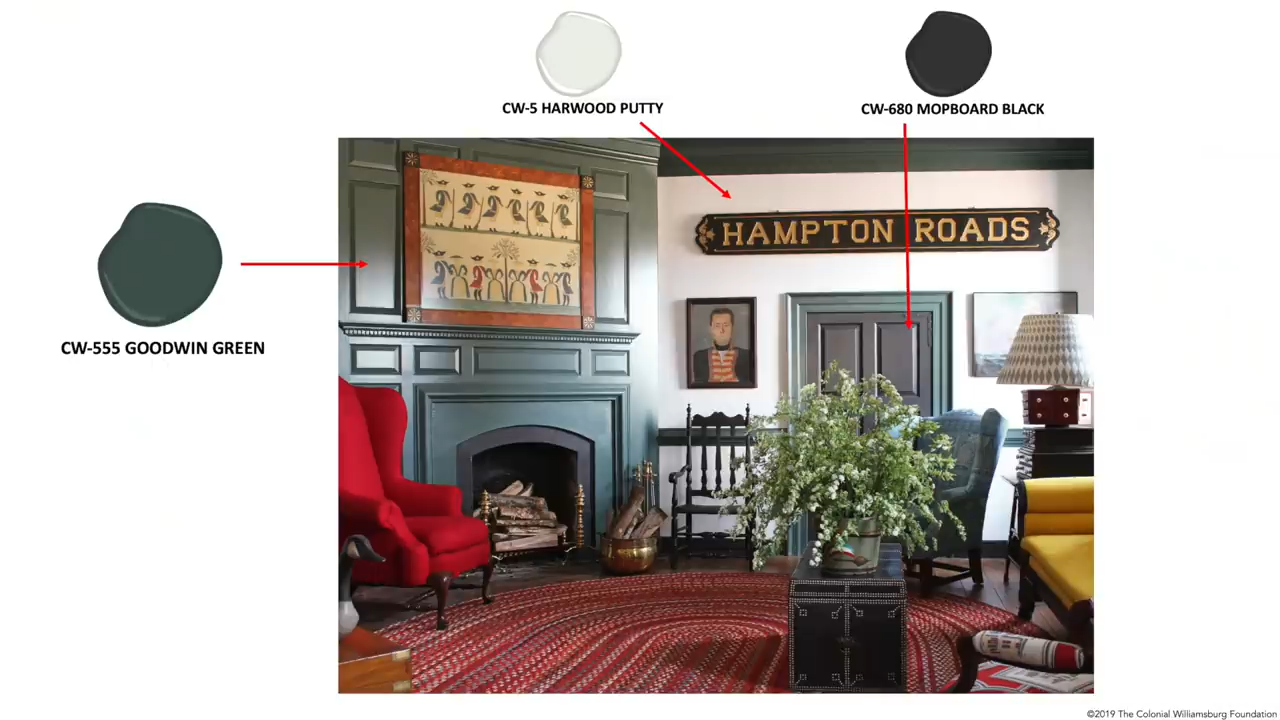 CW-5 HARWOOD PUTTY
CW-680 MOPBOARD BLACK
HAMPTON ROADS
CW-555 GOODWIN GREEN
©2019 The Colonial Williamsburg Foundation